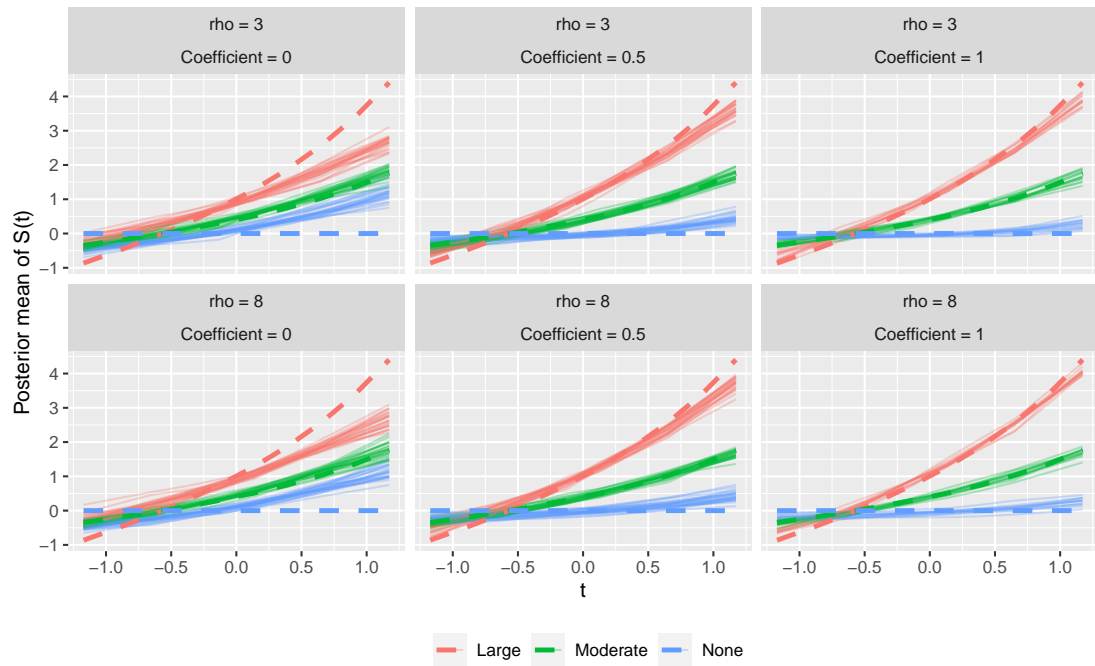 rho = 3
Coefficient = 0
rho = 3
Coefficient = 0.5
rho = 3
Coefficient = 1
4
3
2
1
0
−1
rho = 8
Coefficient = 0
rho = 8
Coefficient = 0.5
rho = 8
Coefficient = 1
4
3
2
1
0
−1
Posterior mean of S(t)
−1.0 −0.5 0.0 0.5 1.0
−1.0 −0.5 0.0 0.5 1.0
−1.0 −0.5 0.0 0.5 1.0
t
Large Moderate None